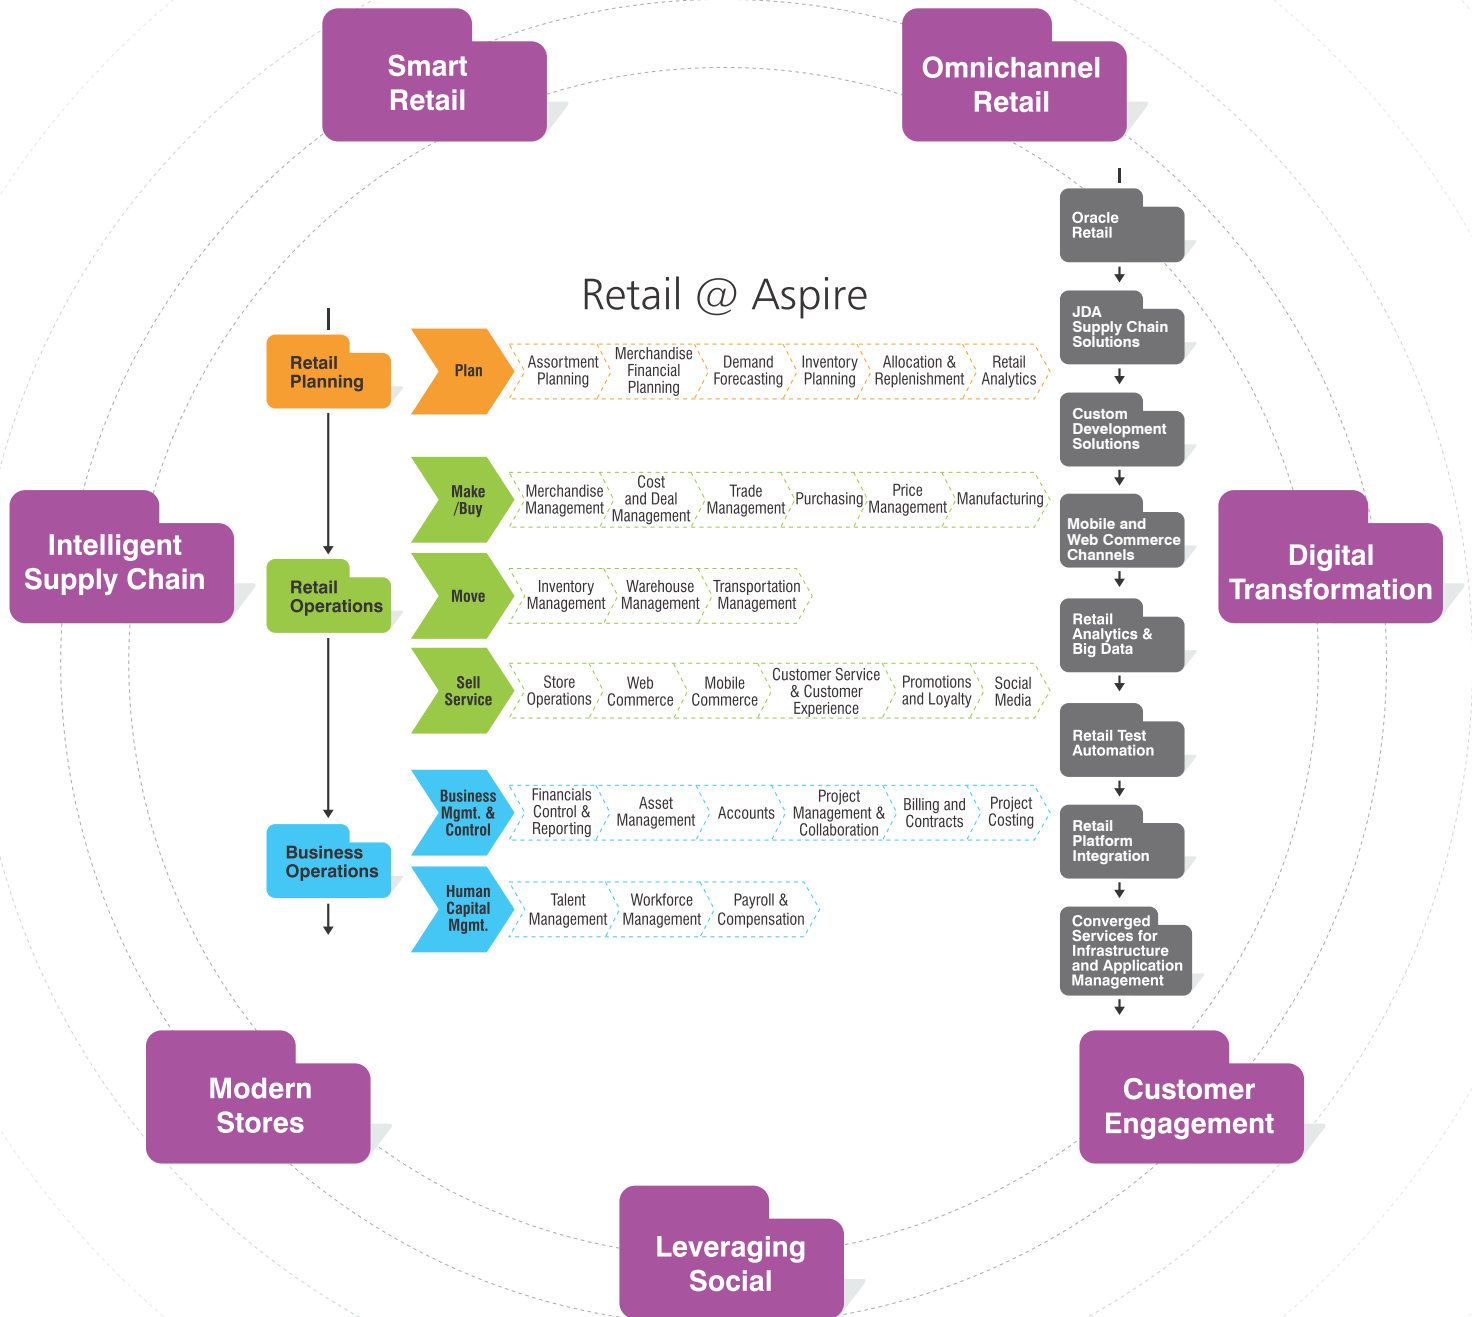 Smart
Retail
Omnichannel
Retail
Retail @ Aspire
Retail
Planning
Plan
Assortment
Planning
Merchandise
Financial
Planning
Demand
Forecasting
Inventory
Planning
Allocation &
Replenishment
Retail
Analytics
Make
/Buy
Merchandise
Management
Cost
and Deal
Management
Trade
Management
Purchasing
Price
Management
Manufacturing
Intelligent
Supply Chain
Retail
Operations
Move
Inventory
Management
Warehouse
Management
Transportation
Management
Sell
Service
Store
Operations
Web
Commerce
Mobile
Commerce
Customer Service
& Customer
Experience
Promotions
and Loyalty
Social
Media
Business
Operations
Business
Mgmt. &
Control
Financials
Control &
Reporting
Asset
Management
Accounts
Project
Management &
Collaboration
Billing and
Contracts
Project
Costing
Human
Capital
Mgmt.
Talent
Management
Workforce
Management
Payroll &
Compensation
Oracle
Retail
JDA
Supply Chain
Solutions
Custom
Development
Solutions
Mobile and
Web Commerce
Channels
Retail
Analytics &
Big Data
Retail Test
Automation
Retail
Platform
Integration
Converged
Services for
Infrastructure
and Application
Management
Digital
Transformation
Modern
Stores
Customer
Engagement
Leveraging
Social